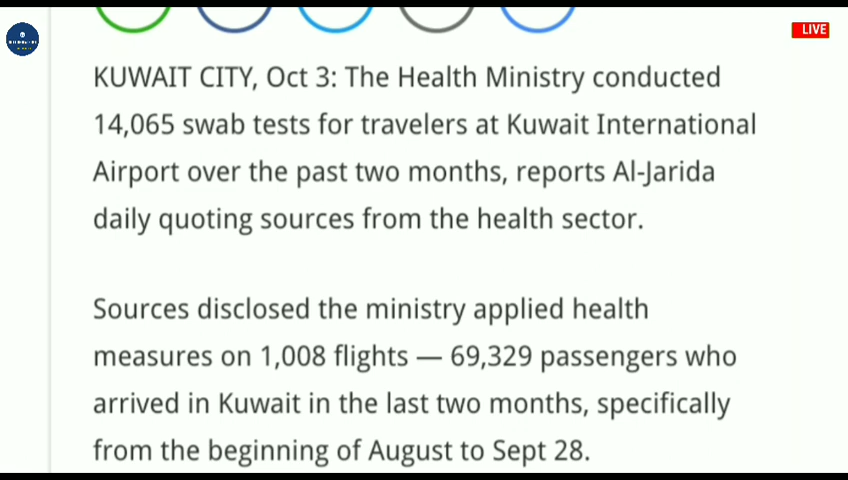 LIVE
KUWAIT CITY, Oct 3: The Health Ministry conducted
14,065 swab tests for travelers at Kuwait International
Airport over the past two months, reports Al-Jarida
daily quoting sources from the health sector.
Sources disclosed the ministry applied health
measures on 1,008 flights — 69,329 passengers who
arrived in Kuwait in the last two months, specifically
from the beginning of August to Sept 28.